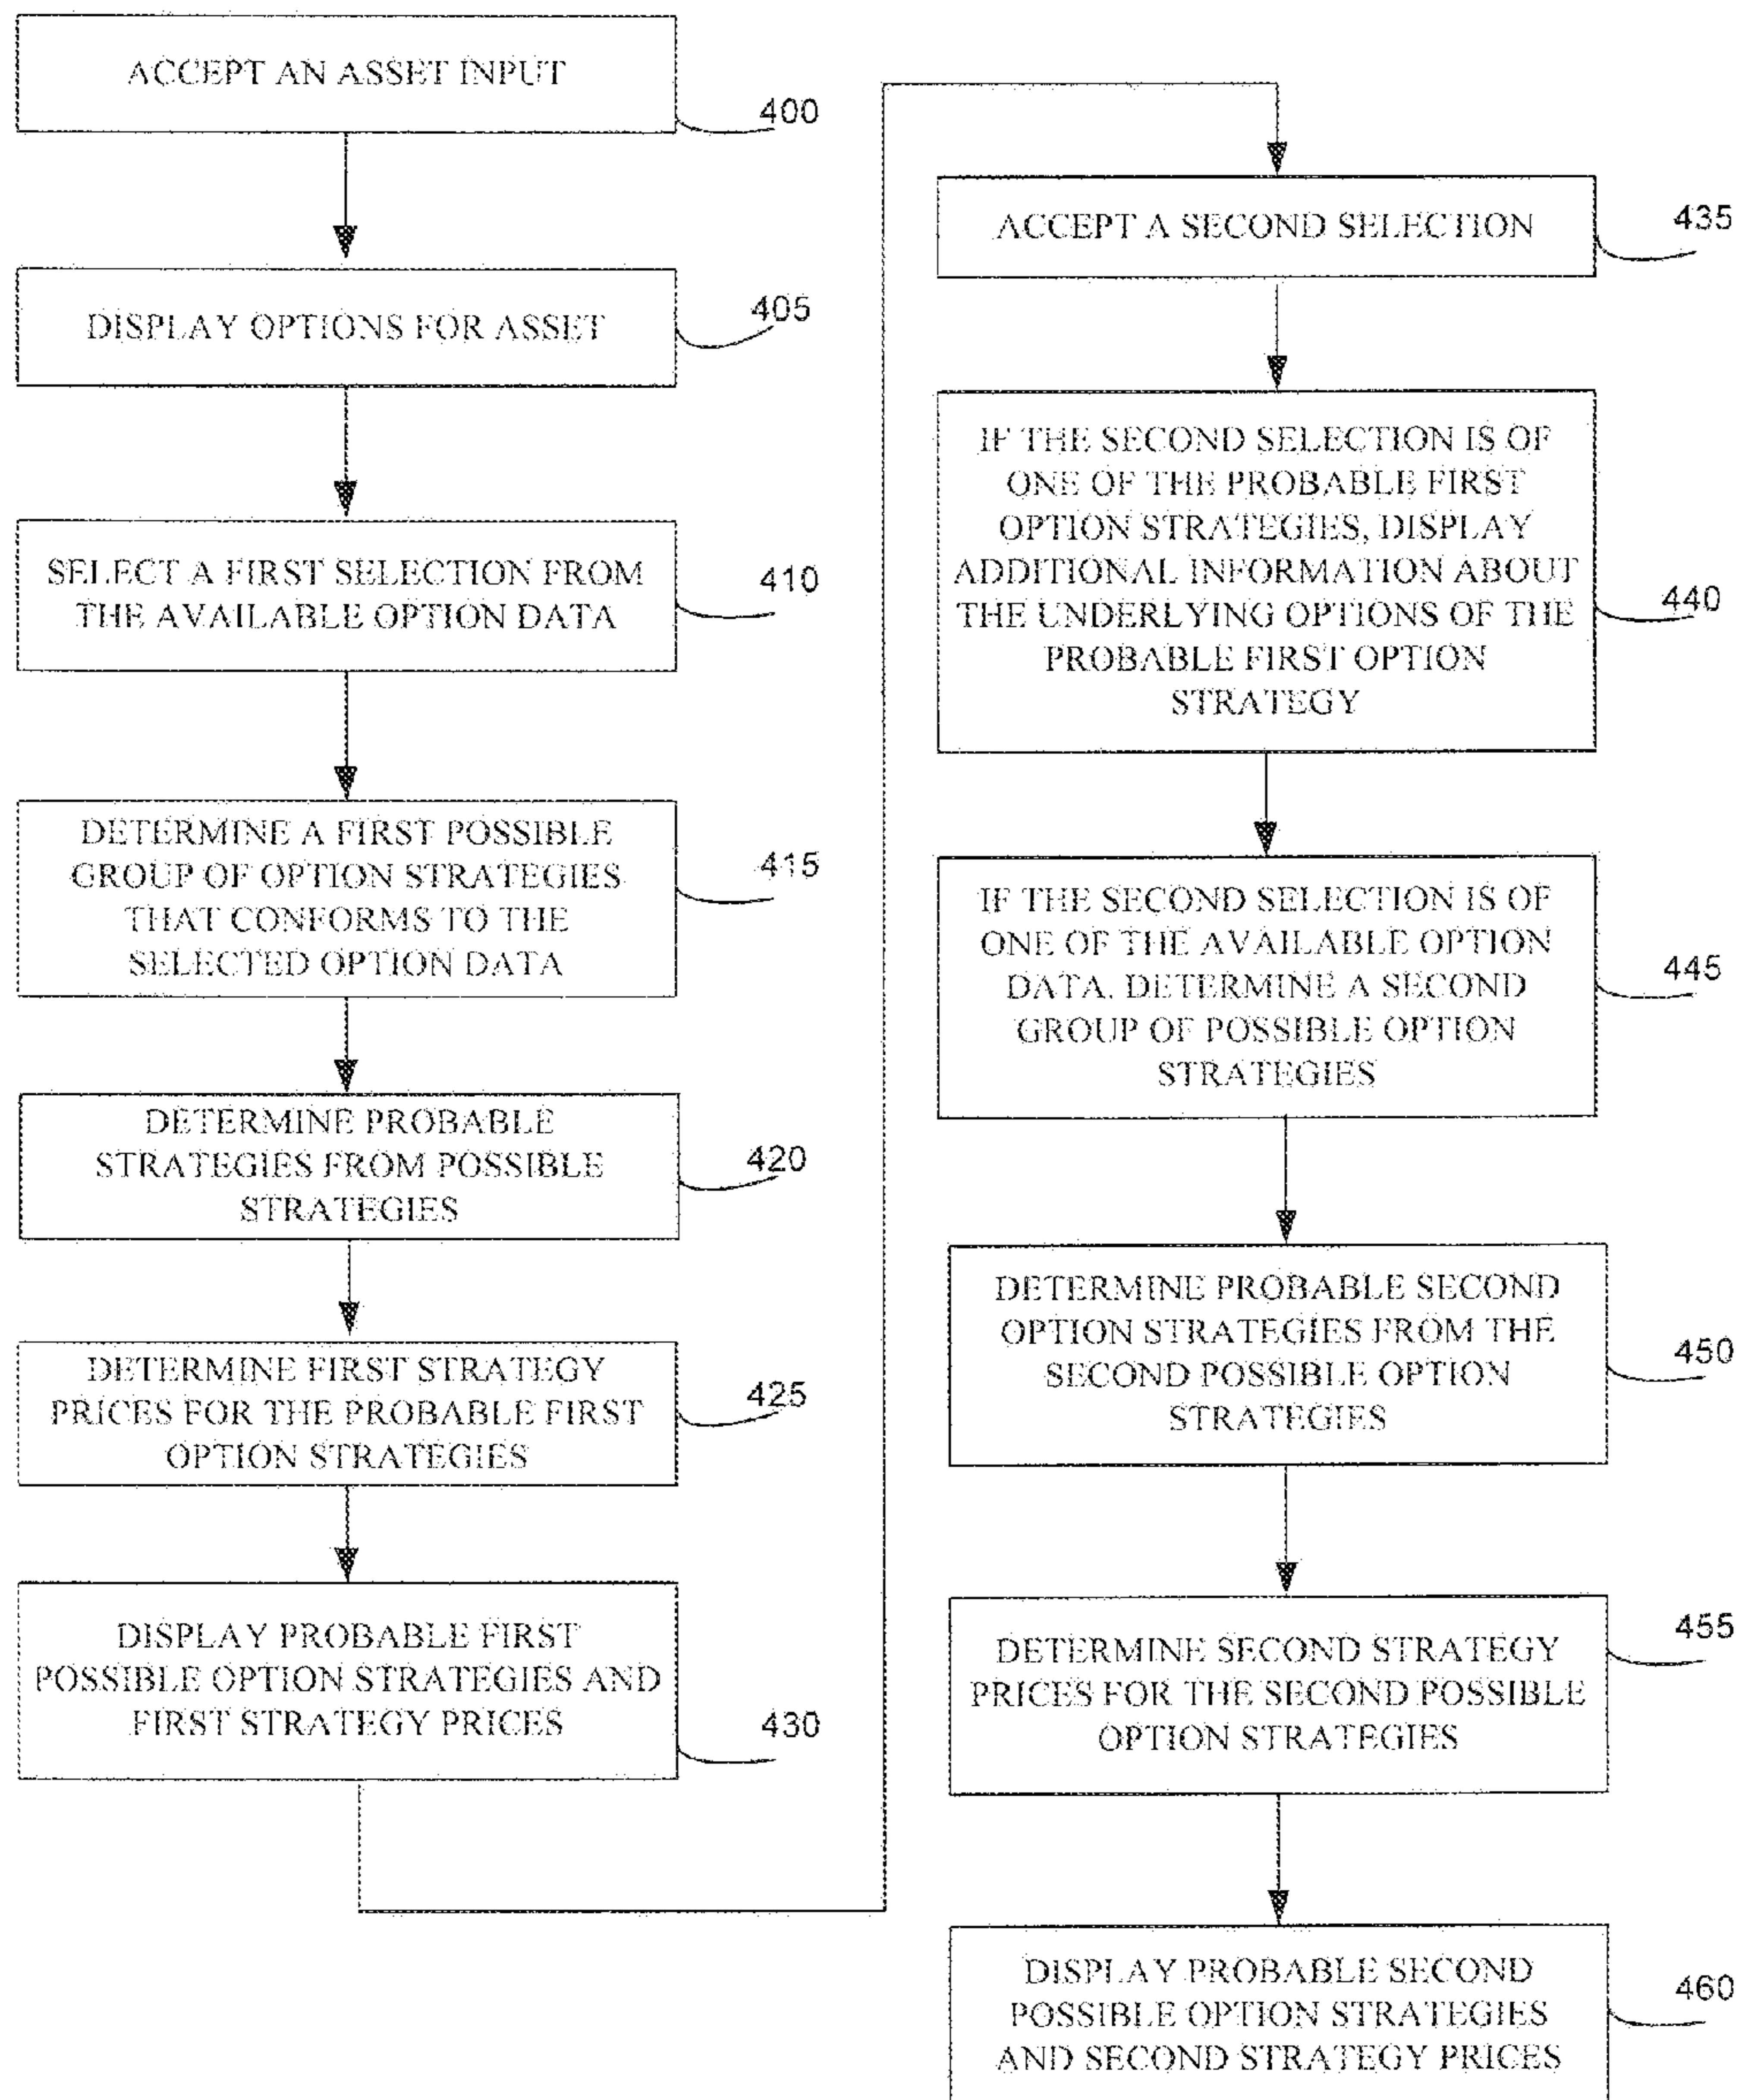 ACCEPT AN ASSET INPUT
400
DISPLAY OPTIONS FOR ASSET
405
SELECT A FIRST SELECTION FROM
THE AVAILABLE OPTION DATA
410
DETERMINE A FIRST POSSIBLE
GROUP OF OPTION STRATEGIES
THAT CONFORMS TO THE
SELECTED OPTION DATA
415
DETERMINE PROBABLE
STRATEGIES FROM POSSIBLE
STRATEGIES
420
DETERMINE FIRST STRATEGY
PRICES FOR THE PROBABLE FIRST
OPTION STRATEGIES
425
DISPLAY PROBABLE FIRST
POSSIBLE OPTION STRATEGIES AND
FIRST STRATEGY PRICES
430
ACCEPT A SECOND SELECTION
435
IF THE SECOND SELECTION IS OF
ONE OF THE PROBABLE FIRST
OPTION STRATEGIES, DISPLAY
ADDITIONAL INFORMATION ABOUT
THE UNDERLYING OPTIONS OF THE
PROBABLE FIRST OPTION
STRATEGY
440
IF THE SECOND SELECTION IS OF
ONE OF THE AVAILABLE OPTION
DATA, DETERMINE A SECOND
GROUP OF POSSIBLE OPTION
STRATEGIES
445
DETERMINE PROBABLE SECOND
OPTION STRATEGIES FROM THE
SECOND POSSIBLE OPTION
STRATEGIES
450
DETERMINE SECOND STRATEGY
PRICES FOR THE SECOND POSSIBLE
OPTION STRATEGIES
455
DISPLAY PROBABLE SECOND
POSSIBLE OPTION STRATEGIES
AND SECOND STRATEGY PRICES
460